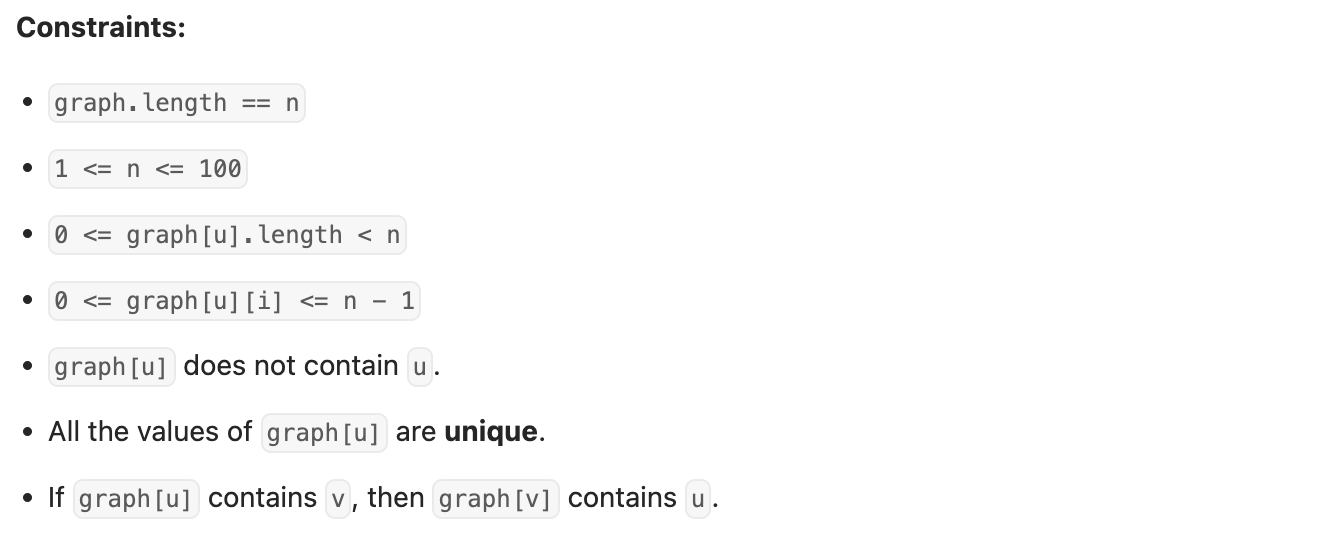 Constraints:
• graph.length == n
• 1 <= n <= 100
• 0 <= graph[u].length < n
• 0 <= graph[u][i] <= n - 1
• graph[u] does not contain u.
• All the values of graph[u] are unique.
• If graph[u] contains v, then graph[v] contains u.